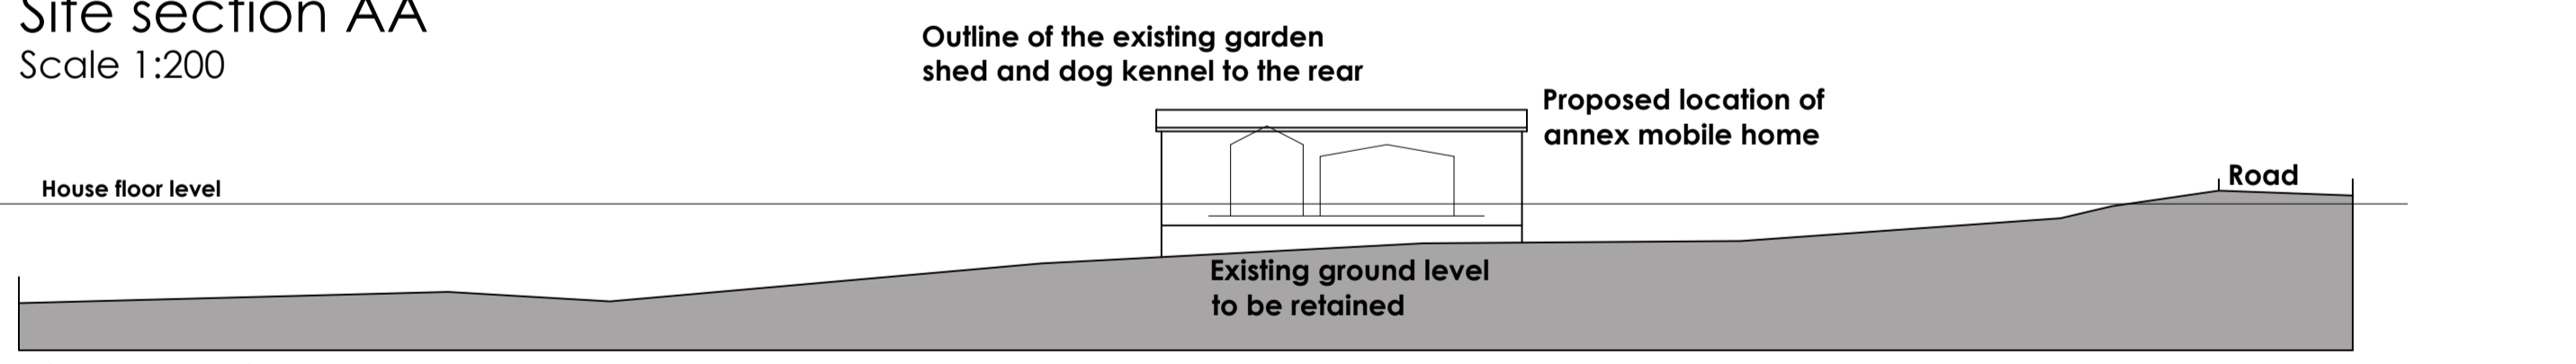 Site section AA
Scale 1:200
Outline of the existing garden
shed and dog kennel to the rear
Proposed location of
annex mobile home
House floor level
Road
Existing ground level
to be retained